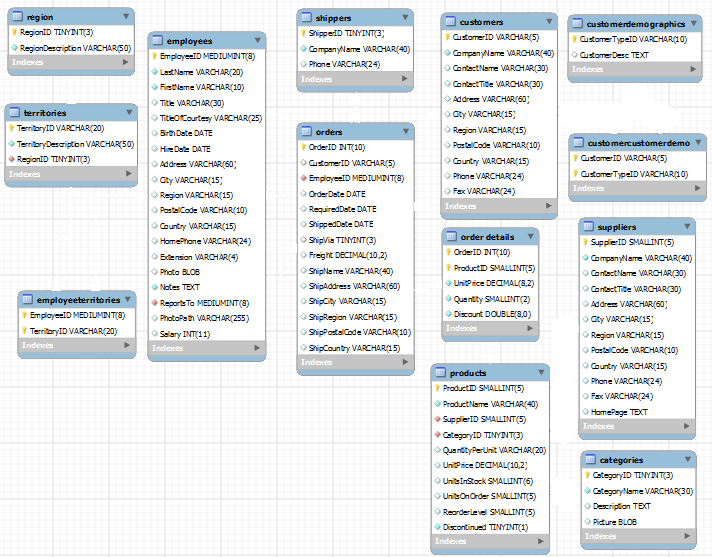 region
RegionID TINYINT(3)
RegionDescription VARCHAR(50)
Indexes
territories
TerritoryID VARCHAR(20)
TerritoryDescription VARCHAR(50)
RegionID TINYINT(3)
Indexes
employeeterritories
EmployeeID MEDIUMINT(8)
TerritoryID VARCHAR(20)
Indexes
employees
EmployeeID MEDIUMINT(8)
LastName VARCHAR(20)
FirstName VARCHAR(10)
Title VARCHAR(30)
TitleOfCourtesy VARCHAR(25)
BirthDate DATE
HireDate DATE
Address VARCHAR(60)
City VARCHAR(15)
Region VARCHAR(15)
PostalCode VARCHAR(10)
Country VARCHAR(15)
HomePhone VARCHAR(24)
Extension VARCHAR(4)
Photo BLOB
Notes TEXT
ReportsTo MEDIUMINT(8)
PhotoPath VARCHAR(255)
Salary INT(11)
Indexes
shippers
ShipperID TINYINT(3)
CompanyName VARCHAR(40)
Phone VARCHAR(24)
Indexes
orders
OrderID INT(10)
CustomerID VARCHAR(5)
EmployeeID MEDIUMINT(8)
OrderDate DATE
RequiredDate DATE
ShippedDate DATE
ShipVia TINYINT(3)
Freight DECIMAL(10,2)
ShipName VARCHAR(40)
ShipAddress VARCHAR(60)
ShipCity VARCHAR(15)
ShipRegion VARCHAR(15)
ShipPostalCode VARCHAR(10)
ShipCountry VARCHAR(15)
Indexes
customers
CustomerID VARCHAR(5)
CompanyName VARCHAR(40)
ContactName VARCHAR(30)
ContactTitle VARCHAR(30)
Address VARCHAR(60)
City VARCHAR(15)
Region VARCHAR(15)
PostalCode VARCHAR(10)
Country VARCHAR(15)
Phone VARCHAR(24)
Fax VARCHAR(24)
Indexes
order details
OrderID INT(10)
ProductID SMALLINT(5)
UnitPrice DECIMAL(8,2)
Quantity SMALLINT(2)
Discount DOUBLE(8,0)
Indexes
products
ProductID SMALLINT(5)
ProductName VARCHAR(40)
SupplierID SMALLINT(5)
CategoryID TINYINT(3)
QuantityPerUnit VARCHAR(20)
UnitPrice DECIMAL(10,2)
UnitsInStock SMALLINT(6)
UnitsOnOrder SMALLINT(5)
ReorderLevel SMALLINT(5)
Discontinued TINYINT(1)
Indexes
customerdemographics
CustomerTypeID VARCHAR(10)
CustomerDesc TEXT
Indexes
customercustomerdemo
CustomerID VARCHAR(5)
CustomerTypeID VARCHAR(10)
Indexes
suppliers
SupplierID SMALLINT(5)
CompanyName VARCHAR(40)
ContactName VARCHAR(30)
ContactTitle VARCHAR(30)
Address VARCHAR(60)
City VARCHAR(15)
Region VARCHAR(15)
PostalCode VARCHAR(10)
Country VARCHAR(15)
Phone VARCHAR(24)
Fax VARCHAR(24)
HomePage TEXT
Indexes
categories
CategoryID TINYINT(3)
CategoryName VARCHAR(30)
Description TEXT
Picture BLOB
Indexes